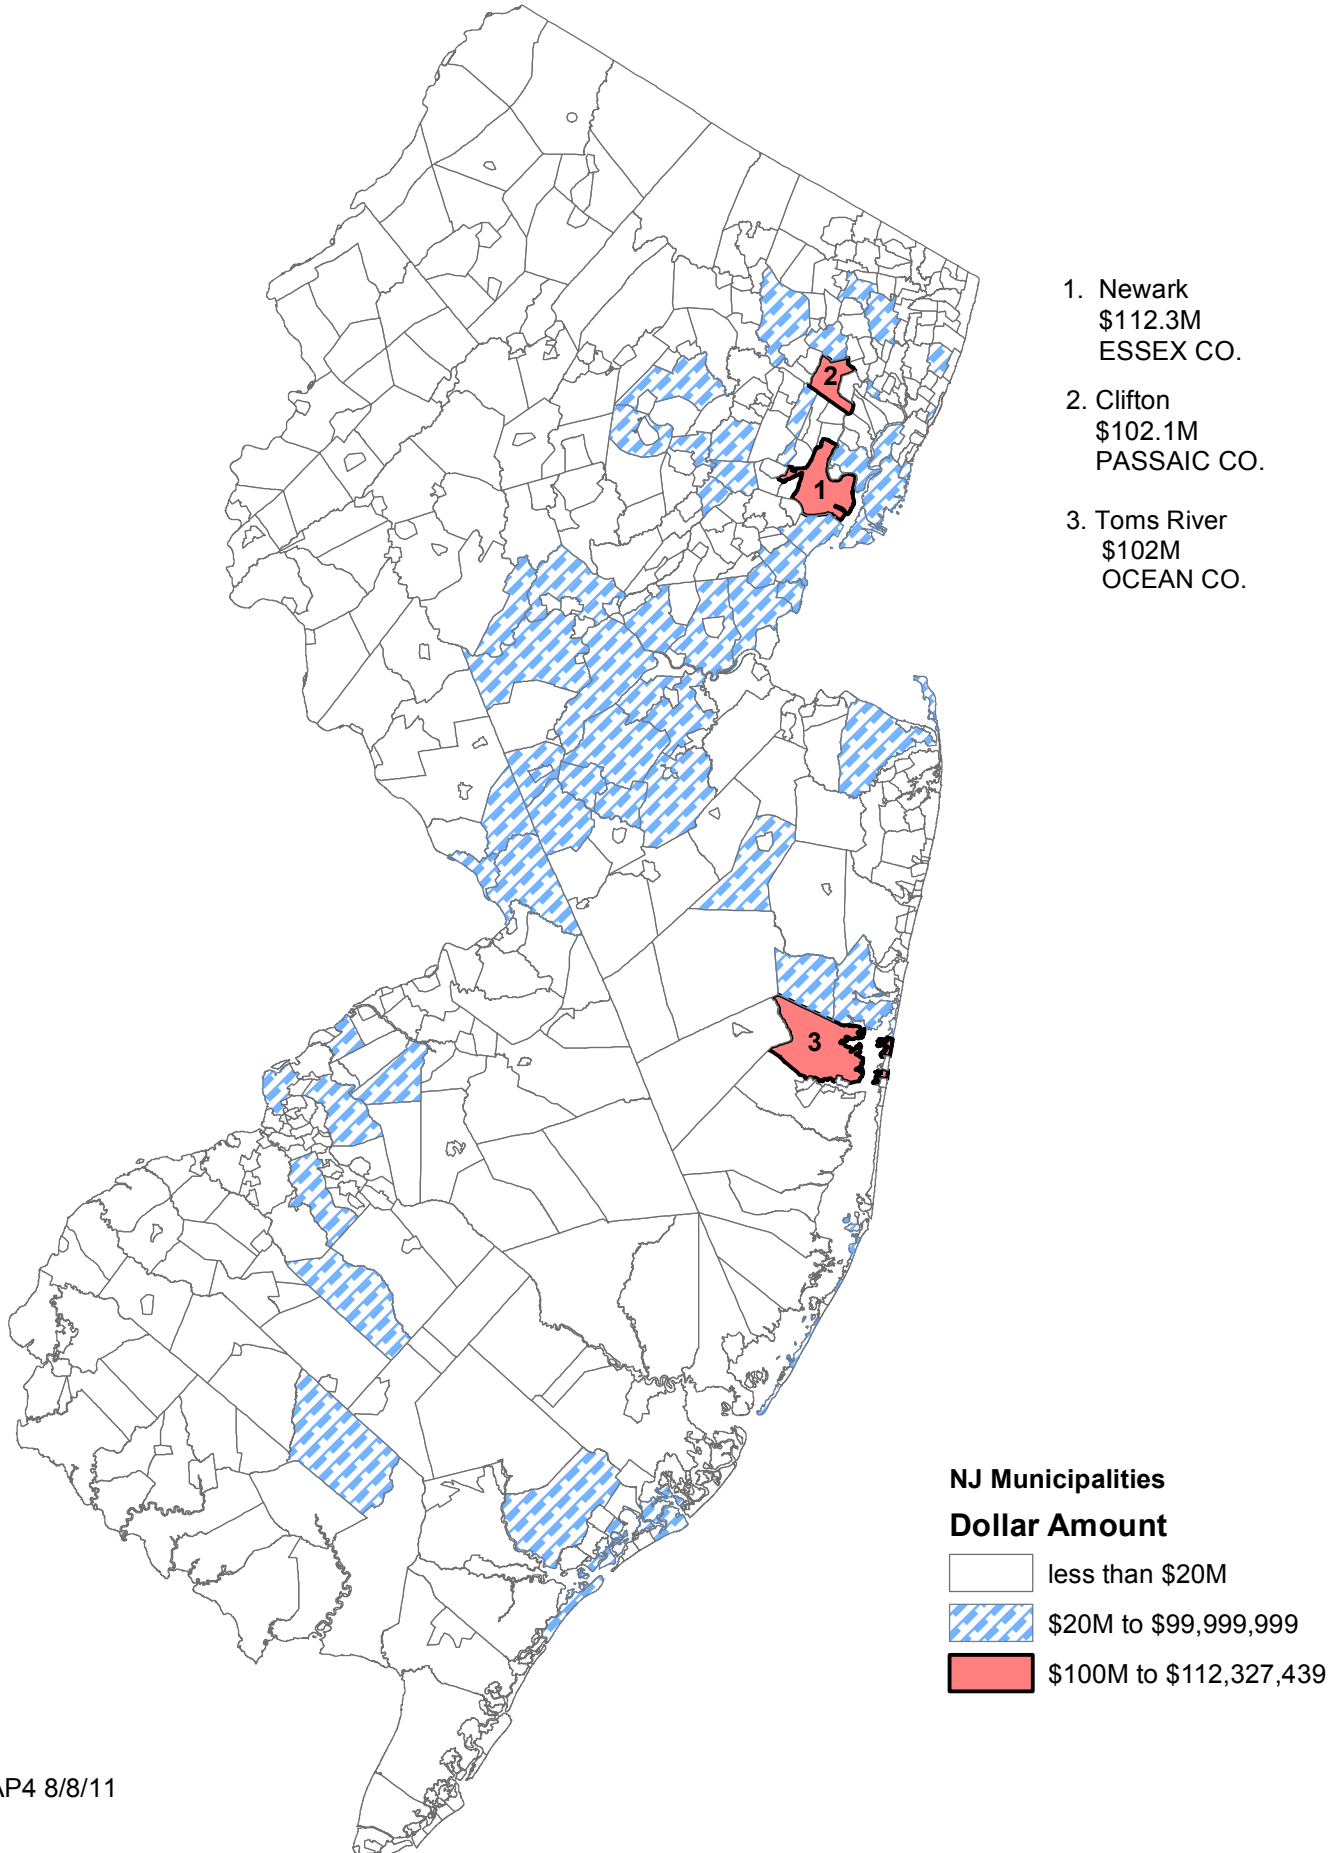 1. Newark
$112.3M
ESSEX CO.
2. Clifton
$102.1M
PASSAIC CO.
3. Toms River
$102M
OCEAN CO.
2
1
3
NJ Municipalities
Dollar Amount
less than $20M
$20M to $99,999,999
$100M to $112,327,439
AP4 8/8/11